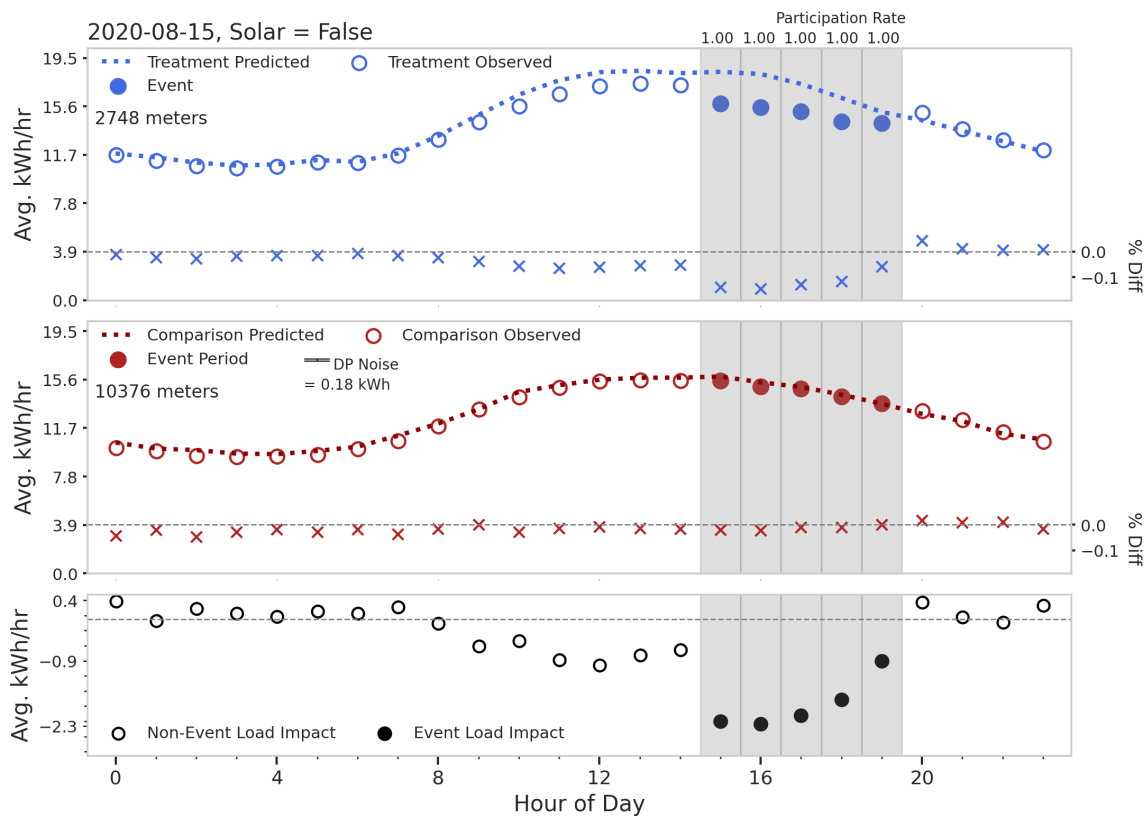 Participation Rate
2020-08-15, Solar = False
1.00 1.00 1.00 1.00 1.00
19.5
Treatment Predicted
Treatment Observed
Event
15.6
2748 meters
11.7
7.8
3.9
0.0
0.0
−0.1
Avg. kWh/hr
% Diff
19.5
Comparison Predicted
Comparison Observed
Event Period
DP Noise
= 0.18 kWh
15.6
10376 meters
11.7
7.8
3.9
0.0
0.0
−0.1
Avg. kWh/hr
% Diff
0.4
−0.9
−2.3
Avg. kWh/hr
Non-Event Load Impact
Event Load Impact
0 4 8 12 16 20
Hour of Day